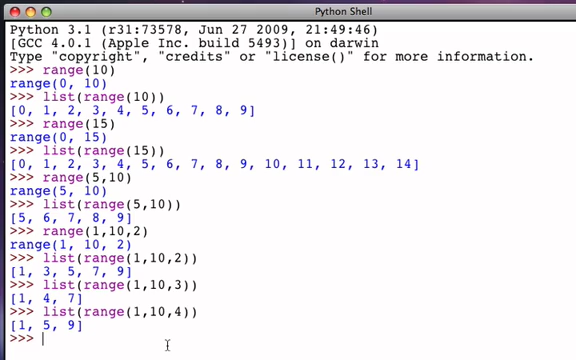 Python Shell
Python 3.1 (r31:73578, Jun 27 2009, 21:49:46)
[GCC 4.0.1 (Apple Inc. build 5493)] on darwin
Type "copyright", "credits" or "license()" for more information.
>>> range(10)
range(0, 10)
>>> list(range(10))
[0, 1, 2, 3, 4, 5, 6, 7, 8, 9]
>>> range(15)
range(0, 15)
>>> list(range(15))
[0, 1, 2, 3, 4, 5, 6, 7, 8, 9, 10, 11, 12, 13, 14]
>>> range(5,10)
range(5, 10)
>>> list(range(5,10))
[5, 6, 7, 8, 9]
>>> range(1,10,2)
range(1, 10, 2)
>>> list(range(1,10,2))
[1, 3, 5, 7, 9]
>>> list(range(1,10,3))
[1, 4, 7]
>>> list(range(1,10,4))
[1, 5, 9]
>>>